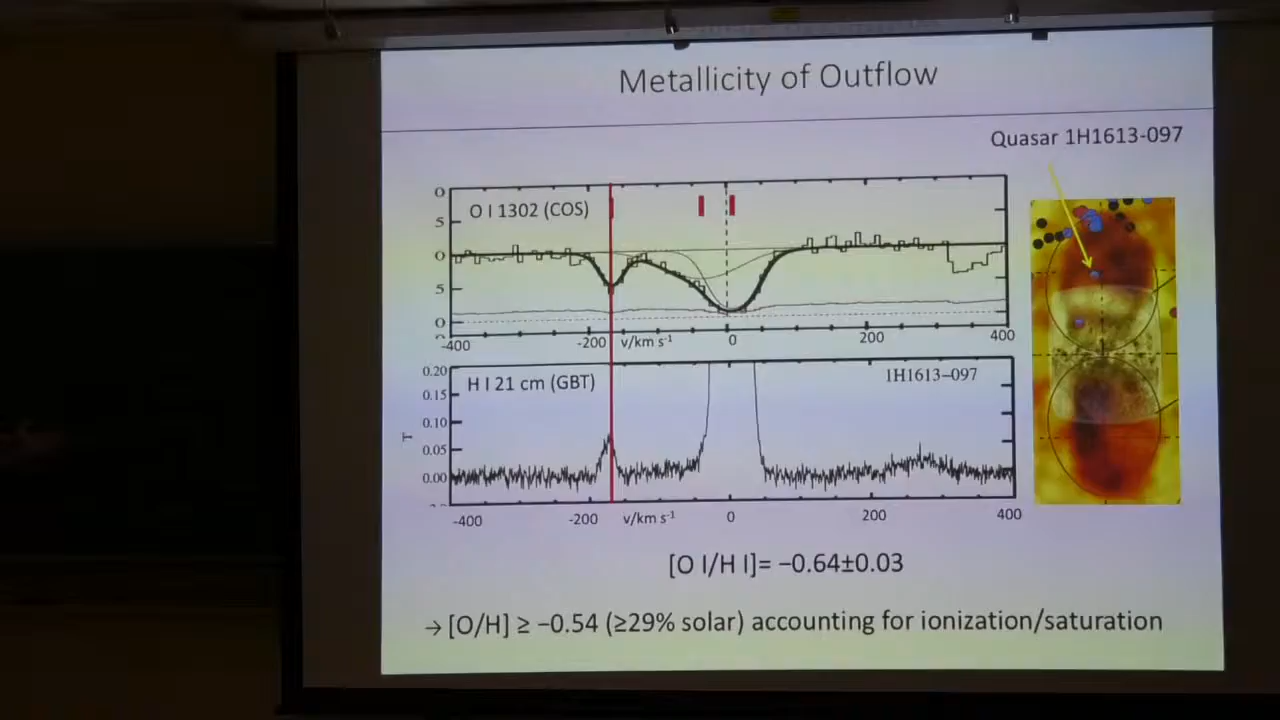 Metallicity of Outflow
Quasar 1H1613-097
O I 1302 (COS)
O
5
O
5
O
-400
-200
v/km s⁻¹
0
200
400
H I 21 cm (GBT)
1H1613−097
T
0.20
0.15
0.10
0.05
0.00
-400
-200
v/km s⁻¹
0
200
400
[O I/H I]= −0.64±0.03
→ [O/H] ≥ −0.54 (≥29% solar) accounting for ionization/saturation